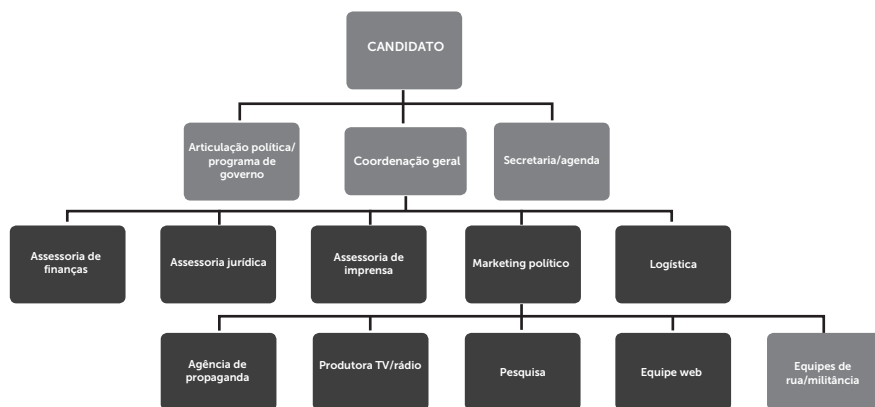 CANDIDATO
Articulação política/
programa de
governo
Coordenação geral
Secretaria/agenda
Assessoria de
finanças
Assessoria jurídica
Assessoria de
imprensa
Marketing político
Logística
Agência de
propaganda
Produtora TV/rádio
Pesquisa
Equipe web
Equipes de
rua/militância